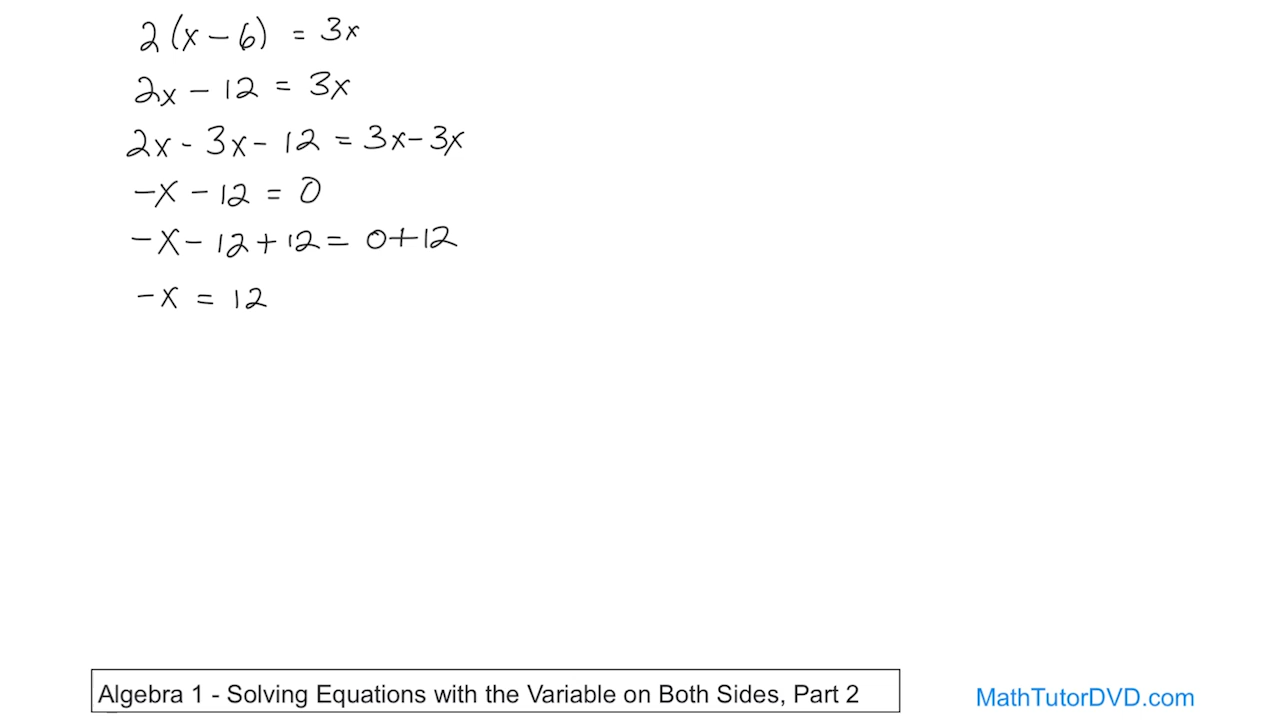 2(x - 6) = 3x
2x - 12 = 3x
2x - 3x - 12 = 3x - 3x
-x - 12 = 0
-x - 12 + 12 = 0 + 12
-x = 12
Algebra 1 - Solving Equations with the Variable on Both Sides, Part 2
MathTutorDVD.com